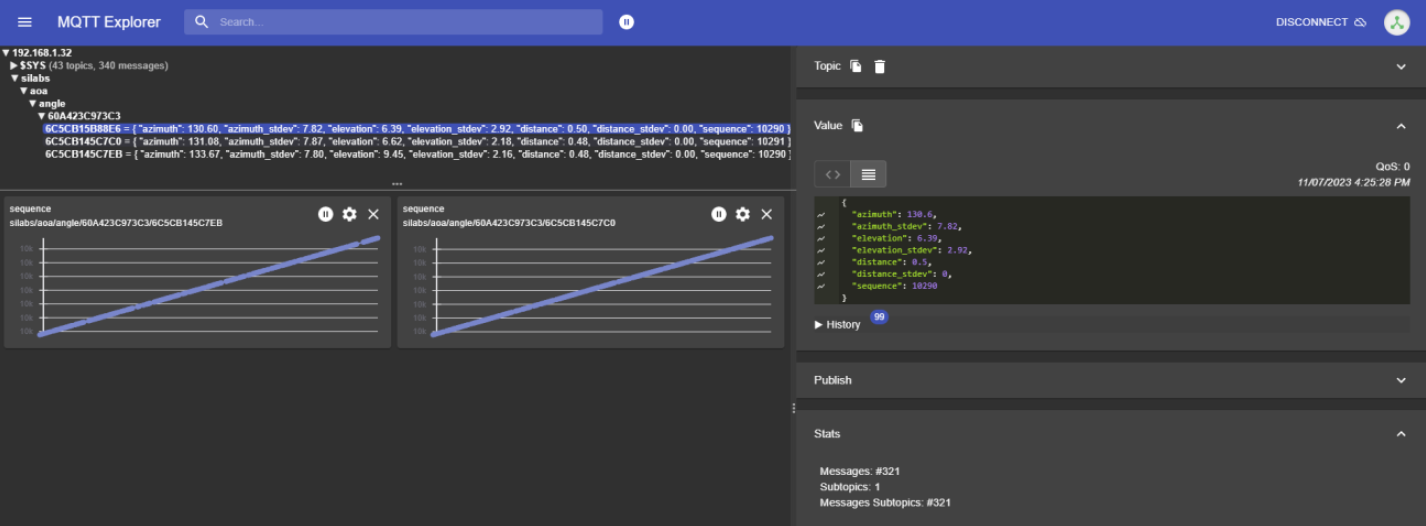 MQTT Explorer
Search...
DISCONNECT
▼ 192.168.1.32
▶ $SYS (43 topics, 340 messages)
▼ silabs
▼ aoa
▼ angle
▼ 60A423C973C3
6C5CB15B88E6 = { "azimuth": 130.60, "azimuth_stdev": 7.82, "elevation": 6.39, "elevation_stdev": 2.92, "distance": 0.50, "distance_stdev": 0.00, "sequence": 10290 }
6C5CB145C7C0 = { "azimuth": 131.08, "azimuth_stdev": 7.87, "elevation": 6.62, "elevation_stdev": 2.18, "distance": 0.48, "distance_stdev": 0.00, "sequence": 10291 }
6C5CB145C7EB = { "azimuth": 133.67, "azimuth_stdev": 7.80, "elevation": 9.45, "elevation_stdev": 2.16, "distance": 0.48, "distance_stdev": 0.00, "sequence": 10290 }
...
sequence
silabs/aoa/angle/60A423C973C3/6C5CB145C7EB
10k
10k
10k
10k
10k
10k
10k
sequence
silabs/aoa/angle/60A423C973C3/6C5CB145C7C0
10k
10k
10k
10k
10k
10k
10k
Topic
Value
<>
QoS: 0
11/07/2023 4:25:28 PM
{
"azimuth": 130.6,
"azimuth_stdev": 7.82,
"elevation": 6.39,
"elevation_stdev": 2.92,
"distance": 0.5,
"distance_stdev": 0,
"sequence": 10290
}
▶ History 99
Publish
Stats
Messages: #321
Subtopics: 1
Messages Subtopics: #321